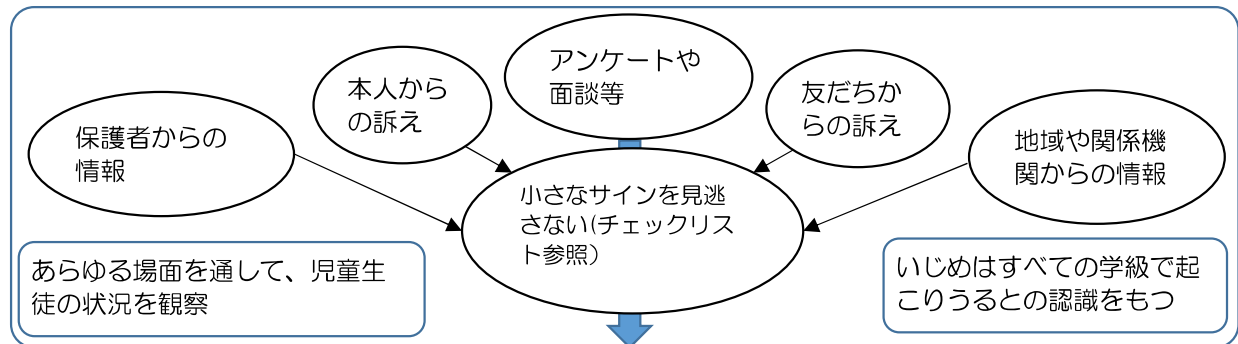 アンケートや
面談等
本人から
の訴え
友だちか
らの訴え
保護者からの
情報
地域や関係機
関からの情報
小さなサインを見逃
さない(チェックリス
ト参照）
あらゆる場面を通して、児童生
徒の状況を観察
いじめはすべての学級で起
こりうるとの認識をもつ